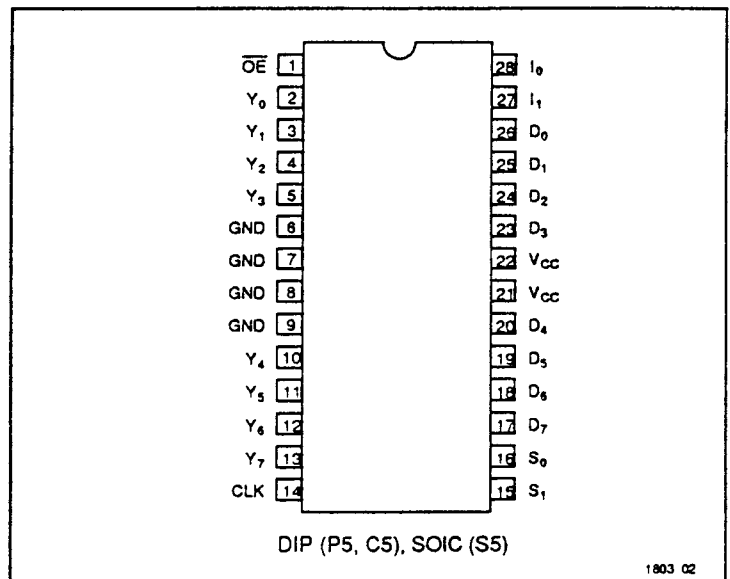 O̅E̅ 1 28 I₀
Y₀ 2 27 I₁
Y₁ 3 26 D₀
Y₂ 4 25 D₁
Y₃ 5 24 D₂
GND 6 23 D₃
GND 7 22 VCC
GND 8 21 VCC
GND 9 20 D₄
Y₄ 10 19 D₅
Y₅ 11 18 D₆
Y₆ 12 17 D₇
Y₇ 13 16 S₀
CLK 14 15 S₁
DIP (P5, C5), SOIC (S5)
1803 02